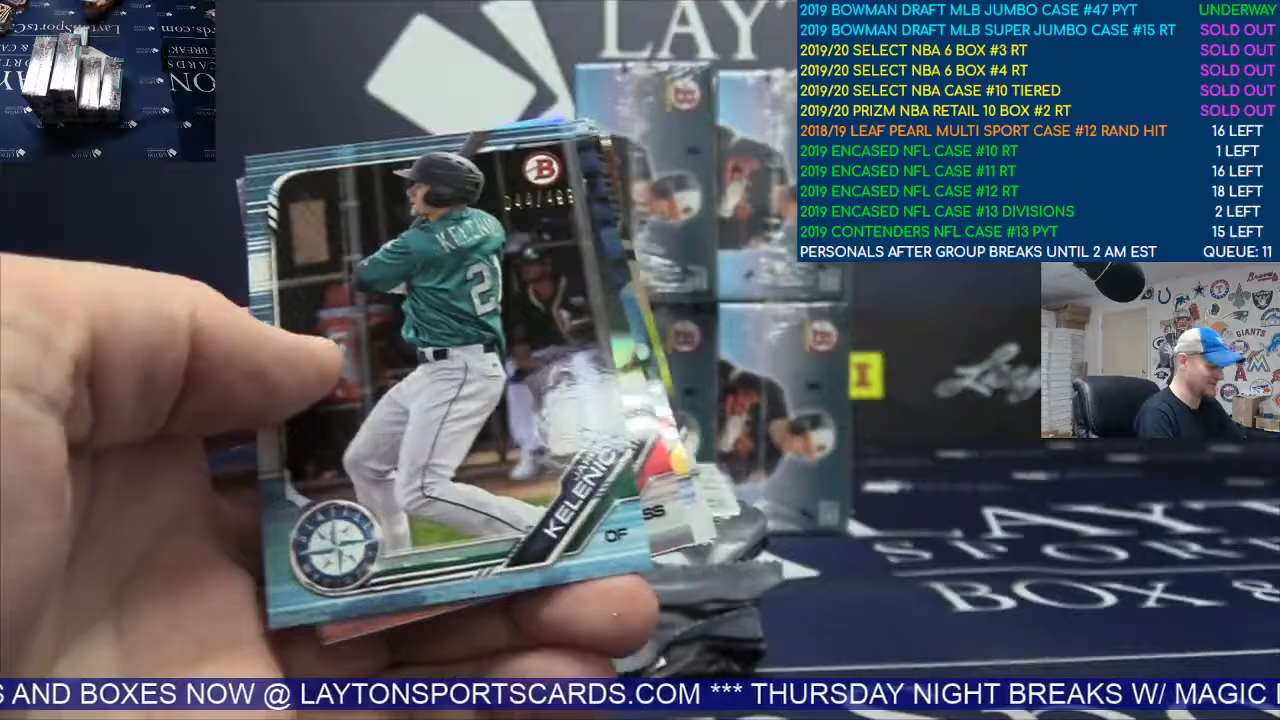 2019 BOWMAN DRAFT MLB JUMBO CASE #47 PYT UNDERWAY
2019 BOWMAN DRAFT MLB SUPER JUMBO CASE #15 RT SOLD OUT
2019/20 SELECT NBA 6 BOX #3 RT SOLD OUT
2019/20 SELECT NBA 6 BOX #4 RT SOLD OUT
2019/20 SELECT NBA CASE #10 TIERED SOLD OUT
2019/20 PRIZM NBA RETAIL 10 BOX #2 RT SOLD OUT
2018/19 LEAF PEARL MULTI SPORT CASE #12 RAND HIT 16 LEFT
2019 ENCASED NFL CASE #10 RT 1 LEFT
2019 ENCASED NFL CASE #11 RT 16 LEFT
2019 ENCASED NFL CASE #12 RT 18 LEFT
2019 ENCASED NFL CASE #13 DIVISIONS 2 LEFT
2019 CONTENDERS NFL CASE #13 PYT 15 LEFT
PERSONALS AFTER GROUP BREAKS UNTIL 2 AM EST QUEUE: 11
LAYT
B
KELENIC
2
KELENIC
OF
SS
I
GIANTS
LAYT
SPORTS
BOX &
S AND BOXES NOW @ LAYTONSPORTSCARDS.COM *** THURSDAY NIGHT BREAKS W/ MAGIC